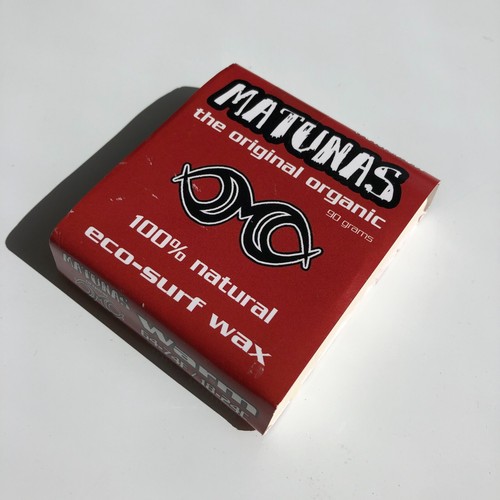 MATUNAS
the original organic
90 grams
100% natural
eco-surf wax
MATUNAS
warm